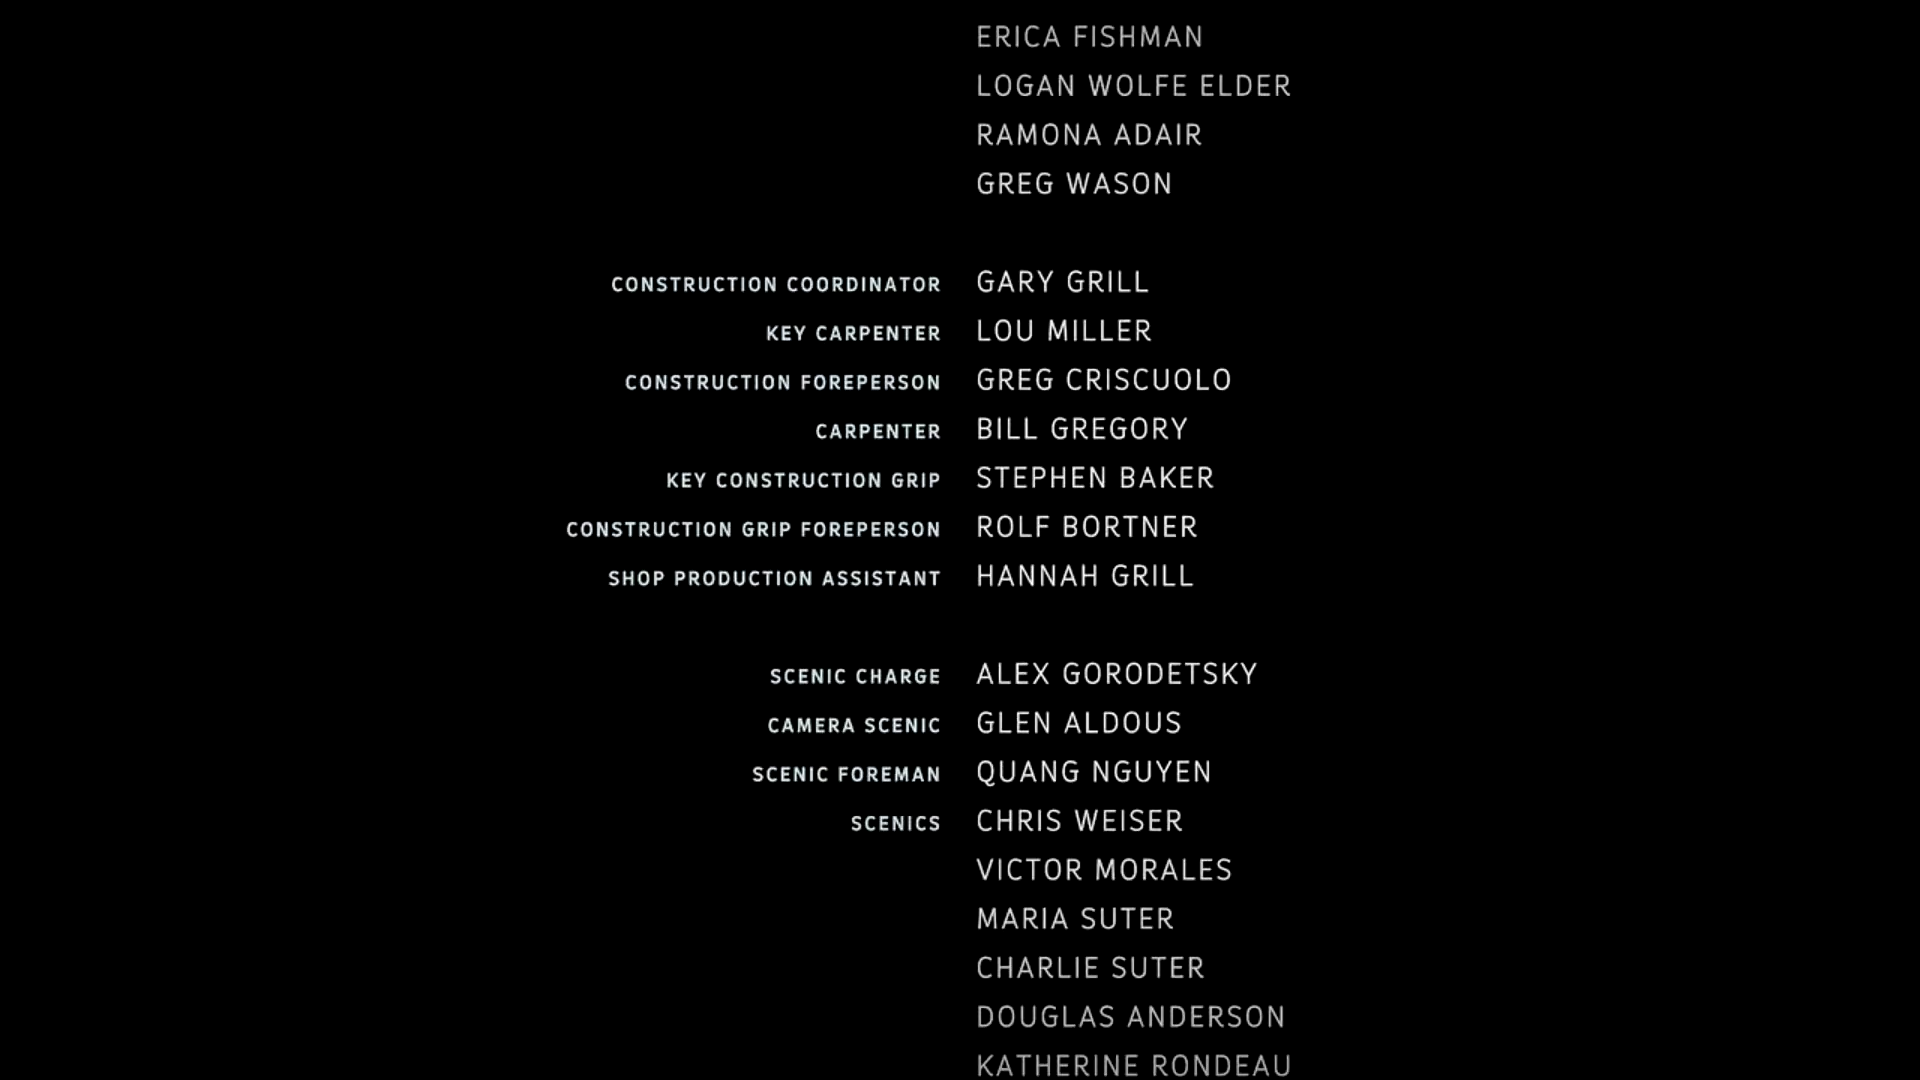 ERICA FISHMAN
LOGAN WOLFE ELDER
RAMONA ADAIR
GREG WASON
CONSTRUCTION COORDINATOR GARY GRILL
KEY CARPENTER LOU MILLER
CONSTRUCTION FOREPERSON GREG CRISCUOLO
CARPENTER BILL GREGORY
KEY CONSTRUCTION GRIP STEPHEN BAKER
CONSTRUCTION GRIP FOREPERSON ROLF BORTNER
SHOP PRODUCTION ASSISTANT HANNAH GRILL
SCENIC CHARGE ALEX GORODETSKY
CAMERA SCENIC GLEN ALDOUS
SCENIC FOREMAN QUANG NGUYEN
SCENICS CHRIS WEISER
VICTOR MORALES
MARIA SUTER
CHARLIE SUTER
DOUGLAS ANDERSON
KATHERINE RONDEAU